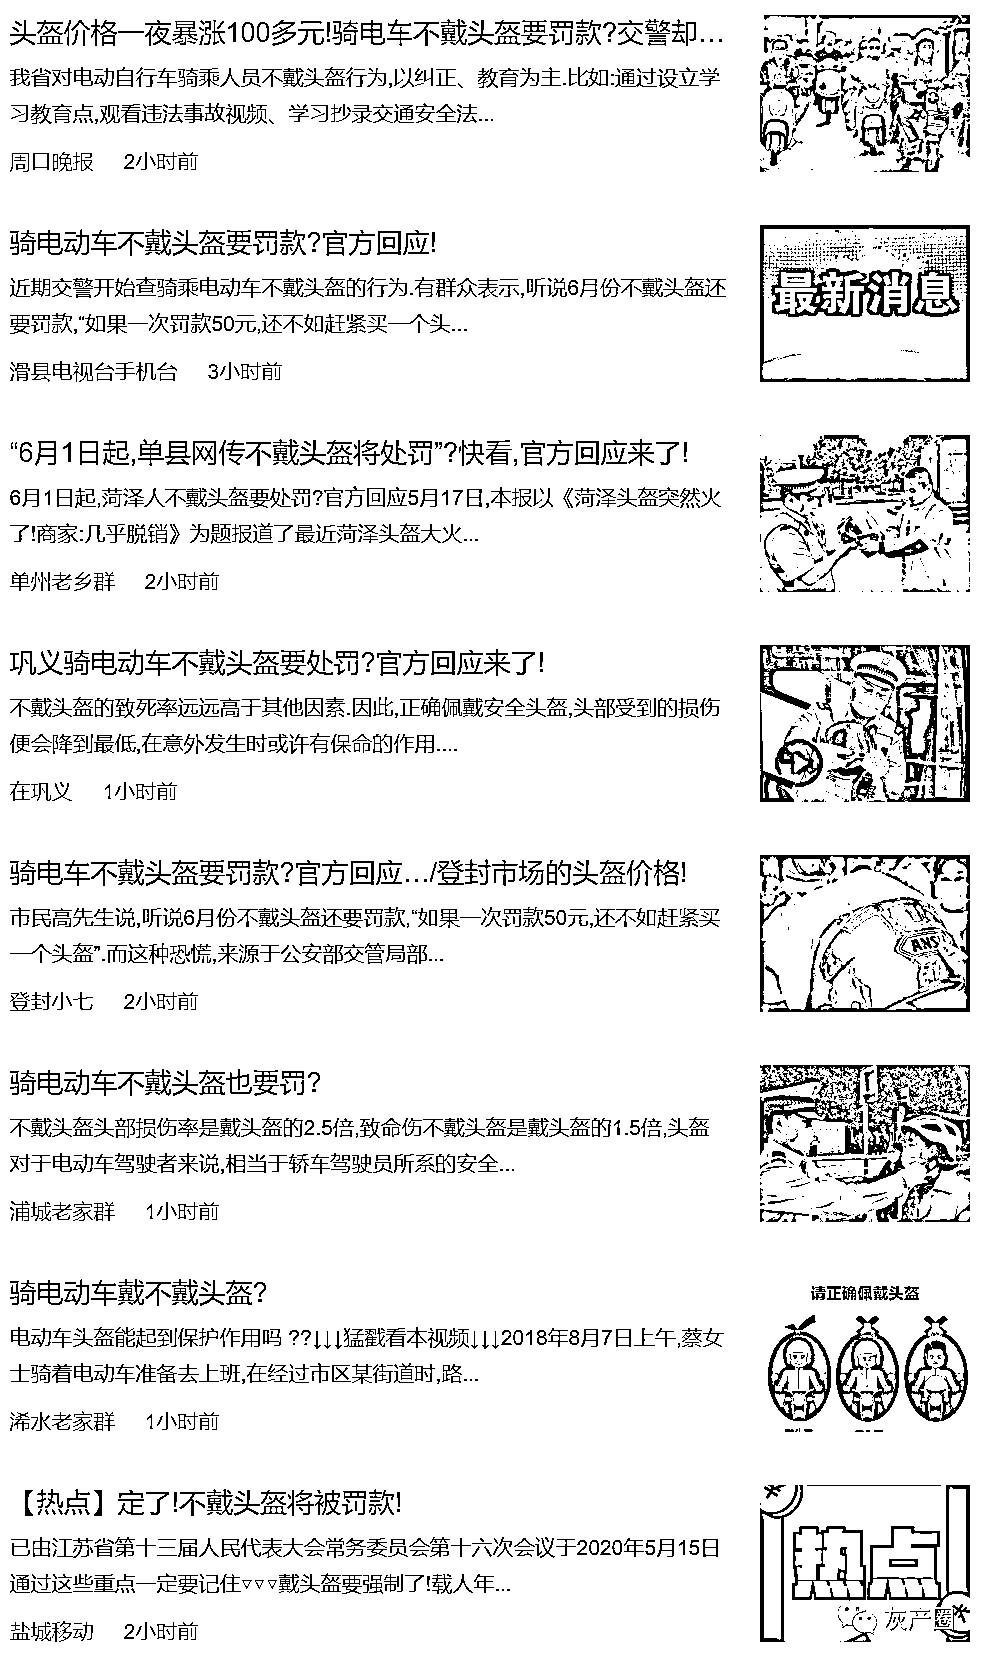 头盔价格一夜暴涨100多元!骑电车不戴头盔要罚款?交警却...
我省对电动自行车骑乘人员不戴头盔行为,以纠正、教育为主.比如:通过设立学
习教育点,观看违法事故视频、学习抄录交通安全法...
周口晚报 2小时前
骑电动车不戴头盔要罚款?官方回应!
近期交警开始查骑乘电动车不戴头盔的行为.有群众表示,听说6月份不戴头盔还
要罚款,“如果一次罚款50元,还不如赶紧买一个头...
滑县电视台手机台 3小时前
最新消息
“6月1日起,单县网传不戴头盔将处罚”?快看,官方回应来了!
6月1日起,菏泽人不戴头盔要处罚?官方回应5月17日,本报以《菏泽头盔突然火
了!商家:几乎脱销》为题报道了最近菏泽头盔大火...
单州老乡群 2小时前
巩义骑电动车不戴头盔要处罚?官方回应来了!
不戴头盔的致死率远远高于其他因素.因此,正确佩戴安全头盔,头部受到的损伤
便会降到最低,在意外发生时或许有保命的作用....
在巩义 1小时前
骑电车不戴头盔要罚款?官方回应.../登封市场的头盔价格!
市民高先生说,听说6月份不戴头盔还要罚款,“如果一次罚款50元,还不如赶紧买
一个头盔”.而这种恐慌,来源于公安部交管局部...
登封小七 2小时前
ANS
骑电动车不戴头盔也要罚?
不戴头盔头部损伤率是戴头盔的2.5倍,致命伤不戴头盔是戴头盔的1.5倍,头盔
对于电动车驾驶者来说,相当于轿车驾驶员所系的安全...
浦城老家群 1小时前
骑电动车戴不戴头盔?
电动车头盔能起到保护作用吗 ??↓↓↓猛戳看本视频↓↓↓2018年8月7日上午,蔡女
士骑着电动车准备去上班,在经过市区某街道时,路...
浠水老家群 1小时前
请正确佩戴头盔
【热点】定了!不戴头盔将被罚款!
已由江苏省第十三届人民代表大会常务委员会第十六次会议于2020年5月15日
通过这些重点一定要记住▽▽▽戴头盔要强制了!载人年...
盐城移动 2小时前
热点
灰产圈